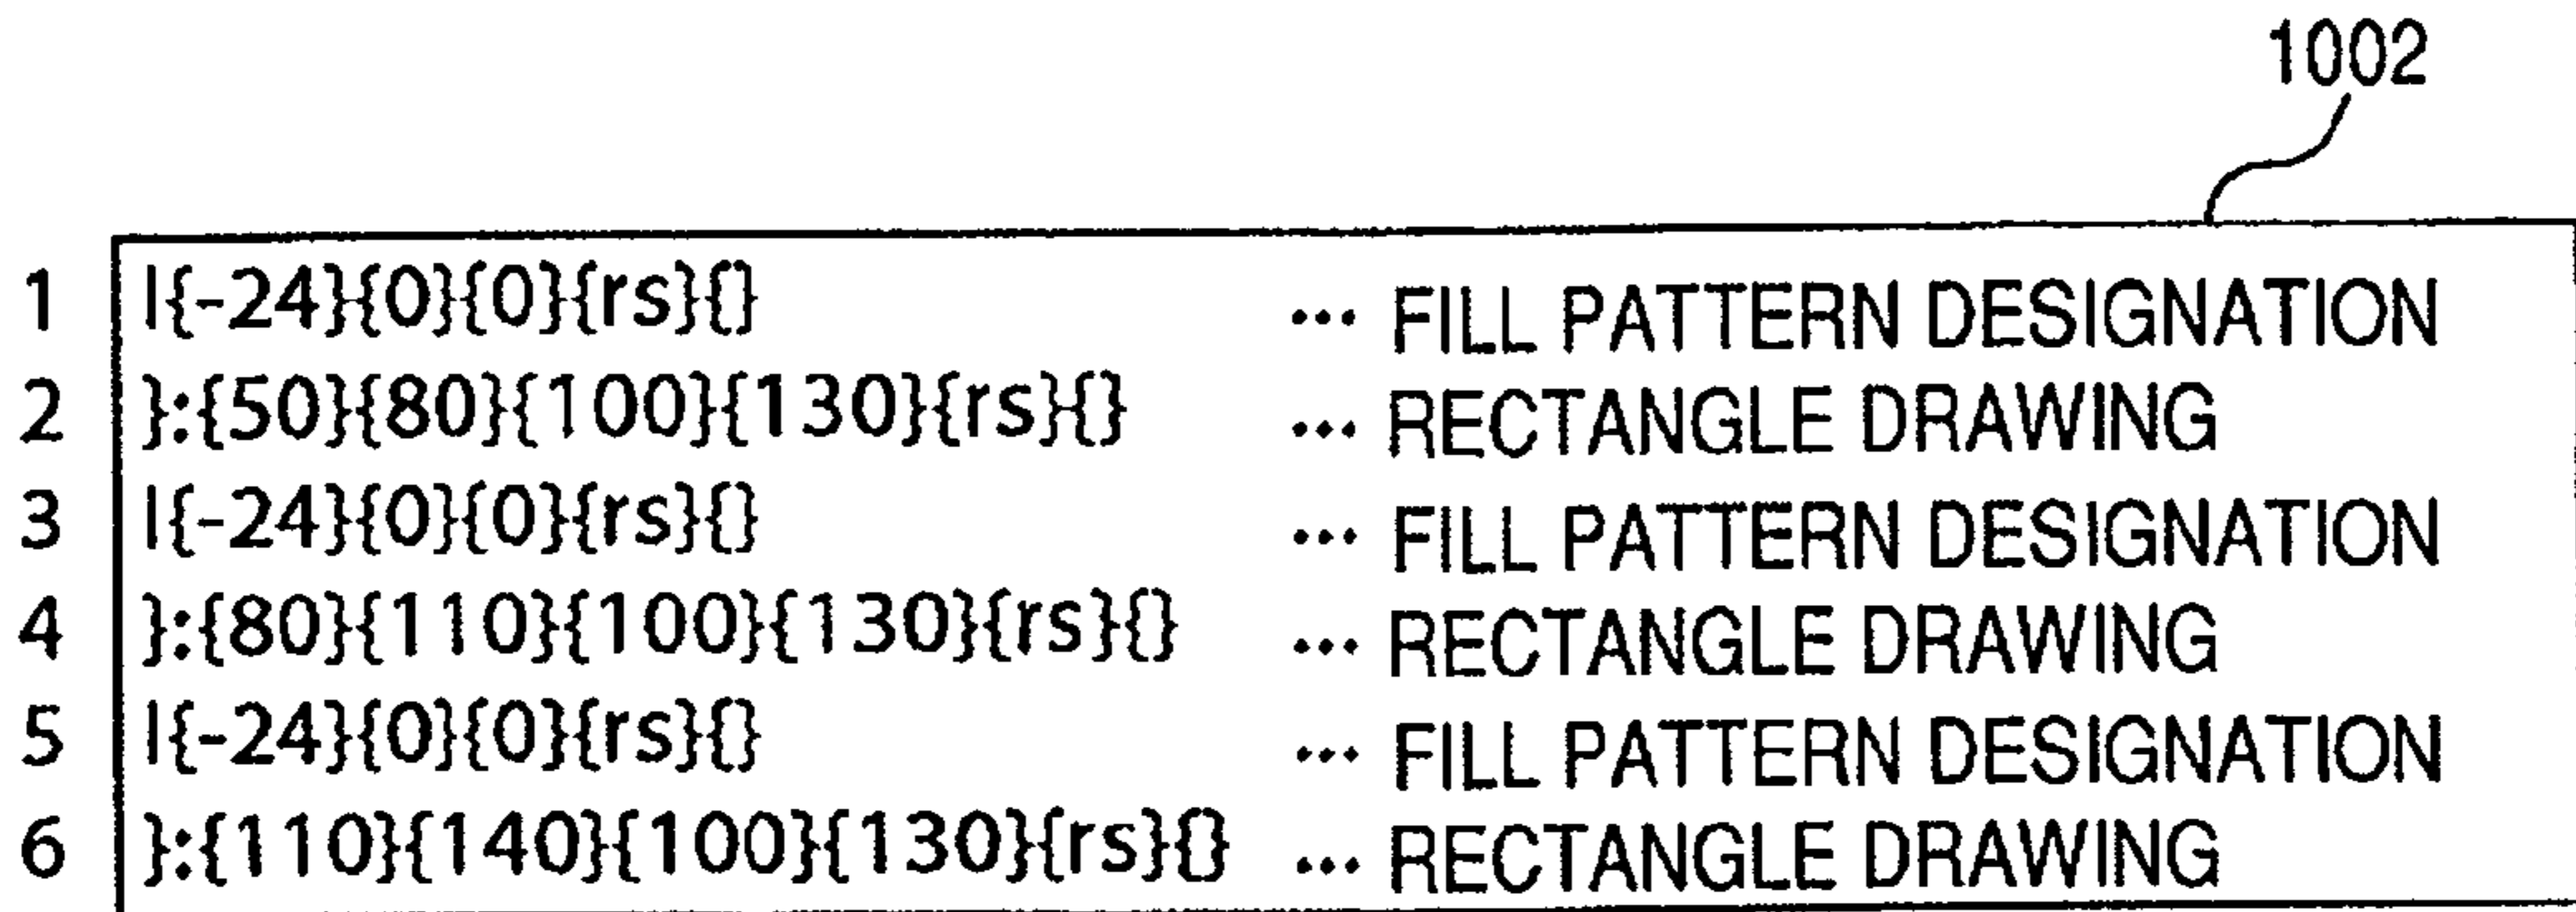 1002
1 I{-24}{0}{0}{rs}{} ... FILL PATTERN DESIGNATION
2 }:{50}{80}{100}{130}{rs}{} ... RECTANGLE DRAWING
3 I{-24}{0}{0}{rs}{} ... FILL PATTERN DESIGNATION
4 }:{80}{110}{100}{130}{rs}{} ... RECTANGLE DRAWING
5 I{-24}{0}{0}{rs}{} ... FILL PATTERN DESIGNATION
6 }:{110}{140}{100}{130}{rs}{} ... RECTANGLE DRAWING